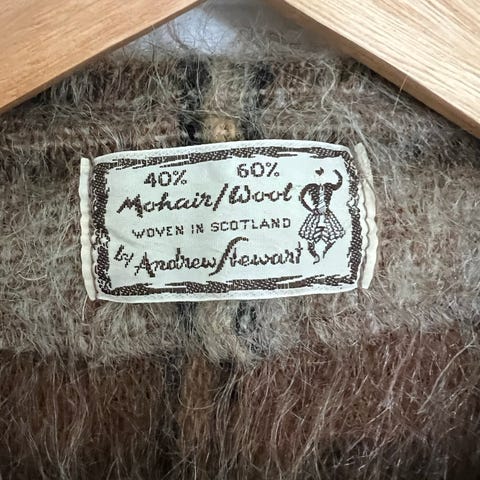 40% 60%
Mohair/Wool
WOVEN IN SCOTLAND
by Andrew Stewart